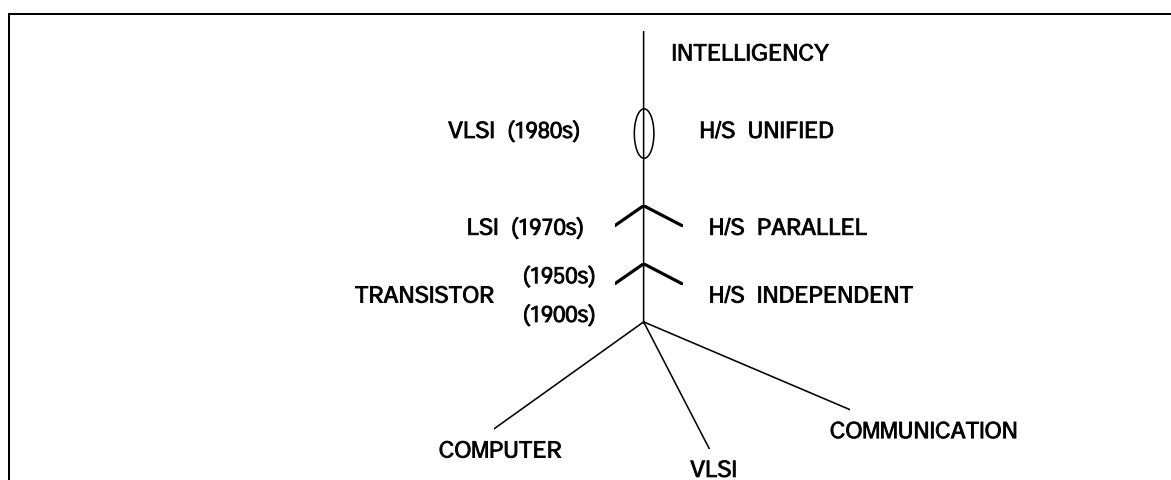 INTELLIGENCY
VLSI (1980s)
H/S UNIFIED
LSI (1970s)
H/S PARALLEL
(1950s)
TRANSISTOR
H/S INDEPENDENT
(1900s)
COMMUNICATION
COMPUTER
VLSI